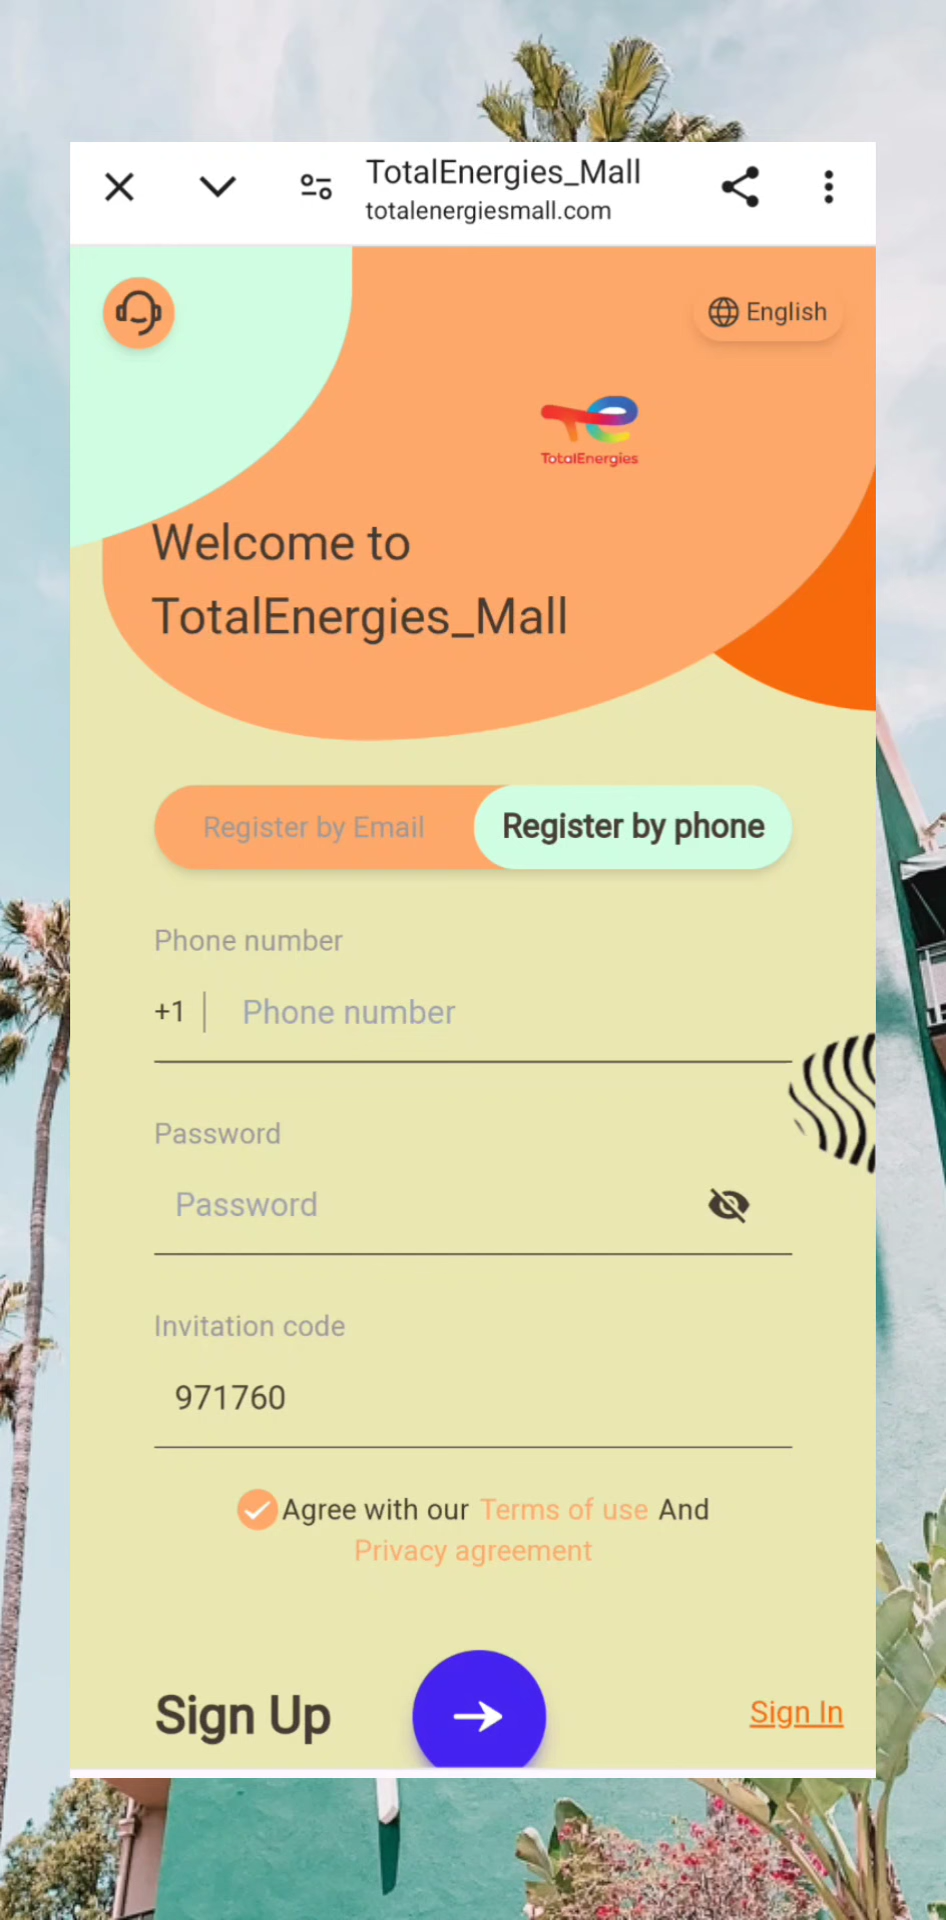 TotalEnergies_Mall
totalenergiesmall.com
English
TotalEnergies
Welcome to
TotalEnergies_Mall
Register by Email
Register by phone
Phone number
+1
Phone number
Password
Password
Invitation code
971760
Agree with our Terms of use And
Privacy agreement
Sign Up
Sign In